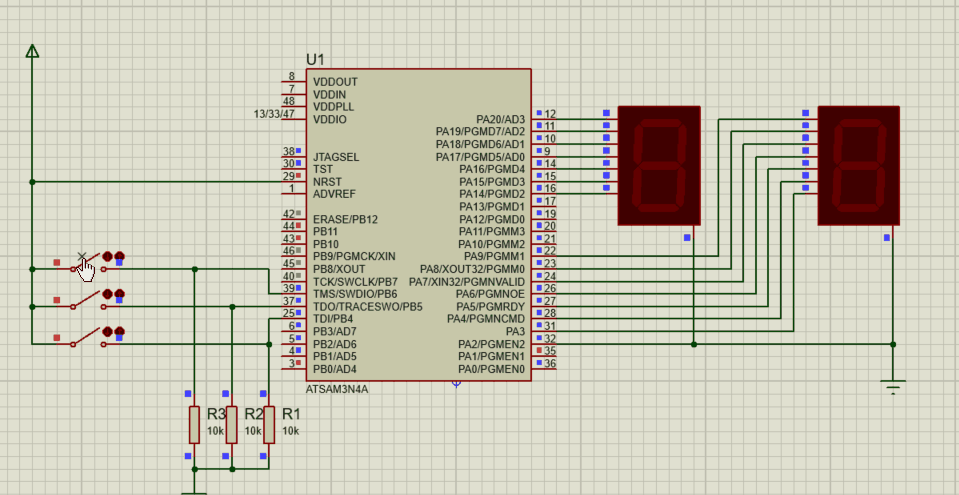 U1
8 VDDOUT
7 VDDIN
48 VDDPLL
13/33/47 VDDIO
38 JTAGSEL
30 TST
29 NRST
1 ADVREF
42 ERASE/PB12
44 PB11
43 PB10
46 PB9/PGMCK/XIN
45 PB8/XOUT
40 TCK/SWCLK/PB7
39 TMS/SWDIO/PB6
37 TDO/TRACESWO/PB5
25 TDI/PB4
6 PB3/AD7
5 PB2/AD6
4 PB1/AD5
3 PB0/AD4
PA20/AD3 12
PA19/PGMD7/AD2 11
PA18/PGMD6/AD1 10
PA17/PGMD5/AD0 9
PA16/PGMD4 14
PA15/PGMD3 15
PA14/PGMD2 16
PA13/PGMD1 17
PA12/PGMD0 19
PA11/PGMM3 20
PA10/PGMM2 21
PA9/PGMM1 22
PA8/XOUT32/PGMM0 23
PA7/XIN32/PGMNVALID 24
PA6/PGMNOE 26
PA5/PGMRDY 27
PA4/PGMNCMD 28
PA3 31
PA2/PGMEN2 32
PA1/PGMEN1 35
PA0/PGMEN0 36
ATSAM3N4A
R3
10k
R2
10k
R1
10k